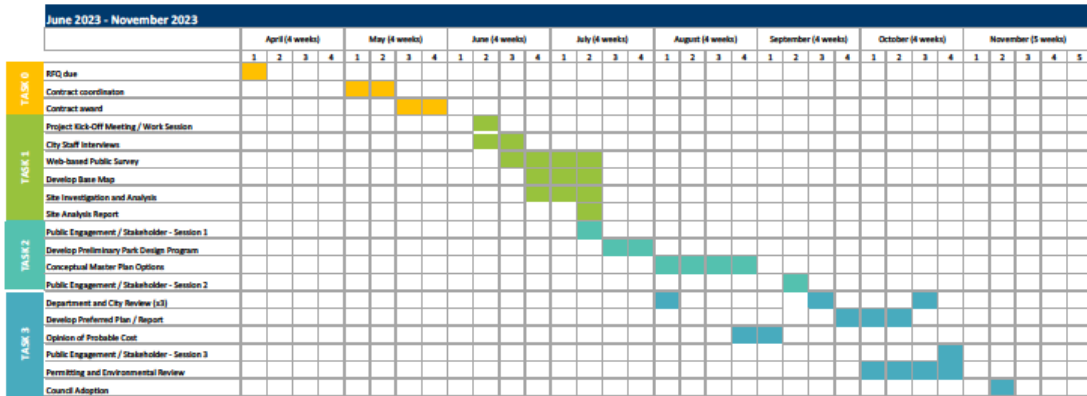 June 2023 - November 2023
April (4 weeks) May (4 weeks) June (4 weeks) July (4 weeks) August (4 weeks) September (4 weeks) October (4 weeks) November (5 weeks)
1 2 3 4 1 2 3 4 1 2 3 4 1 2 3 4 1 2 3 4 1 2 3 4 1 2 3 4 1 2 3 4 5
TASK 0
RFQ due
Contract coordinaton
Contract award
TASK 1
Project Kick-Off Meeting / Work Session
City Staff Interviews
Web-based Public Survey
Develop Base Map
Site Investigation and Analysis
Site Analysis Report
TASK 2
Public Engagement / Stakeholder - Session 1
Develop Preliminary Park Design Program
Conceptual Master Plan Options
Public Engagement / Stakeholder - Session 2
TASK 3
Department and City Review (x3)
Develop Preferred Plan / Report
Opinion of Probable Cost
Public Engagement / Stakeholder - Session 3
Permitting and Environmental Review
Council Adoption